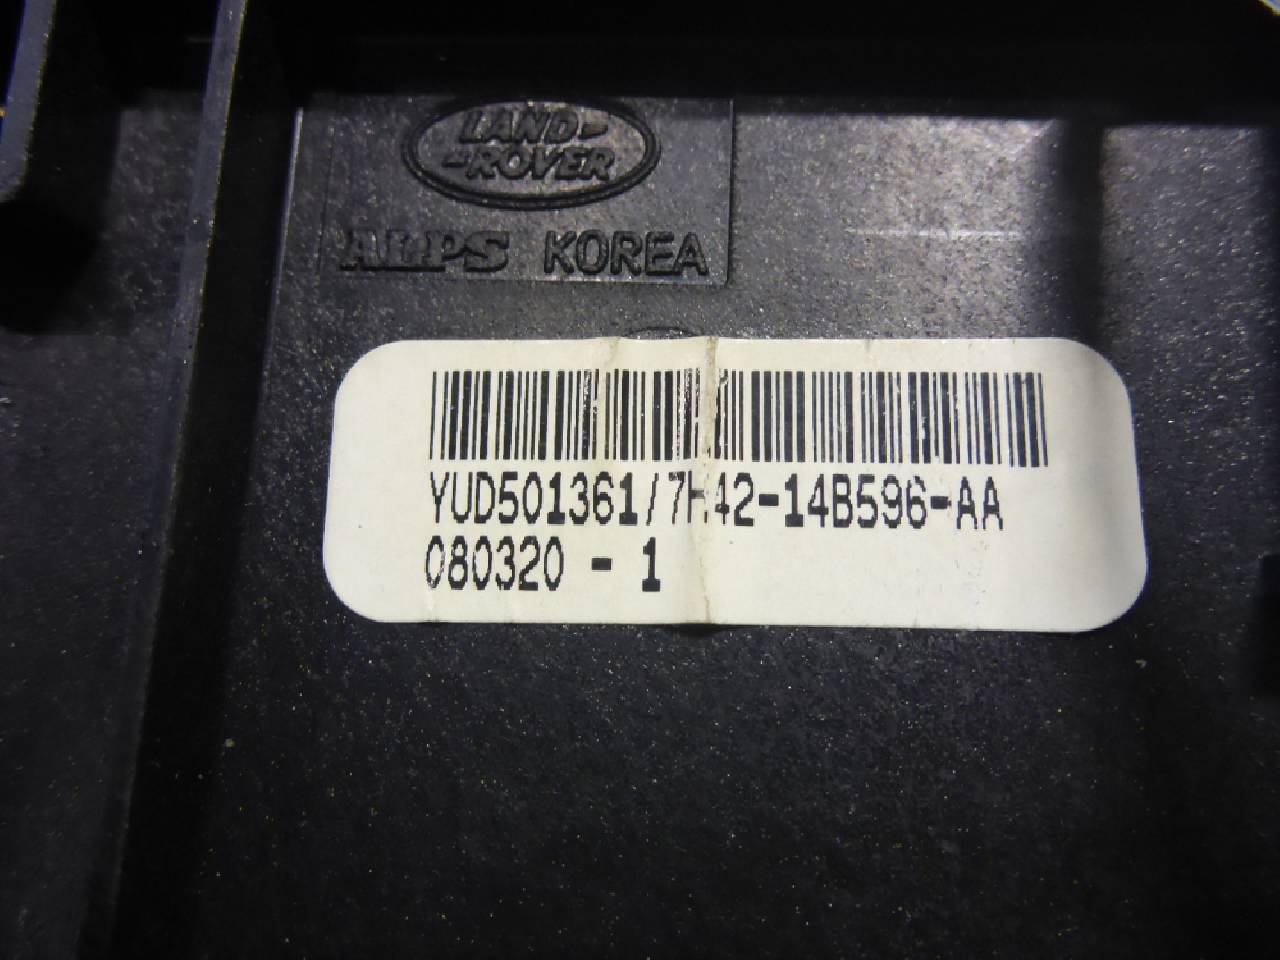 LAND-
-ROVER
ALPS KOREA
YUD501361/7H42-14B596-AA
080320 - 1